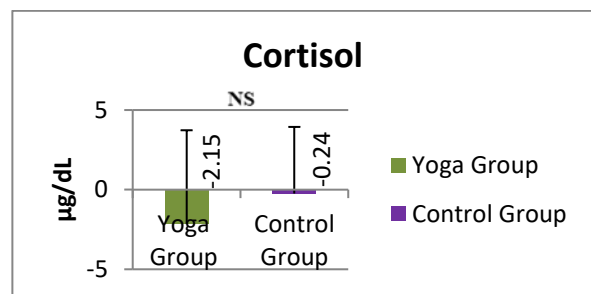 Cortisol
NS
5
0
-5
µg/dL
-2.15
-0.24
Yoga
Group
Control
Group
Yoga Group
Control Group